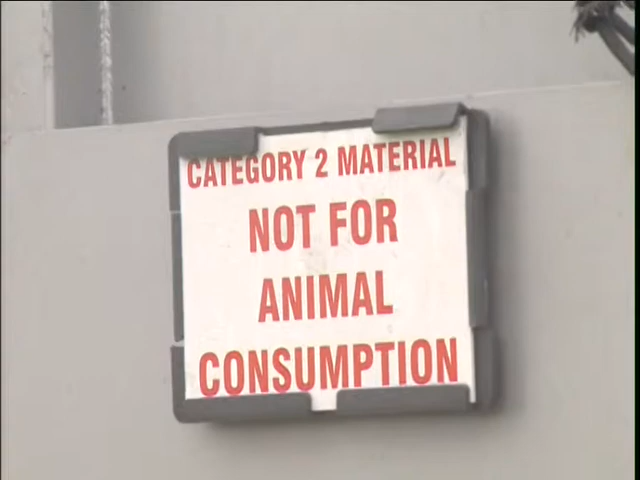 CATEGORY 2 MATERIAL
NOT FOR
ANIMAL
CONSUMPTION